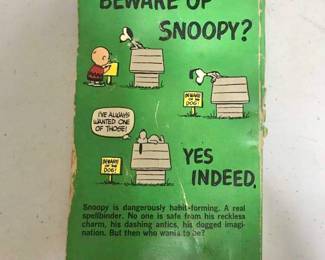 BEWARE OF
SNOOPY?
BEWARE
OF THE
DOG!
I'VE ALWAYS
WANTED ONE
OF THOSE!
BEWARE
OF THE
DOG!
YES
INDEED.
Snoopy is dangerously habit-forming. A real
spellbinder. No one is safe from his reckless
charm, his dashing antics, his dogged imagi-
nation. But then who wants to be?